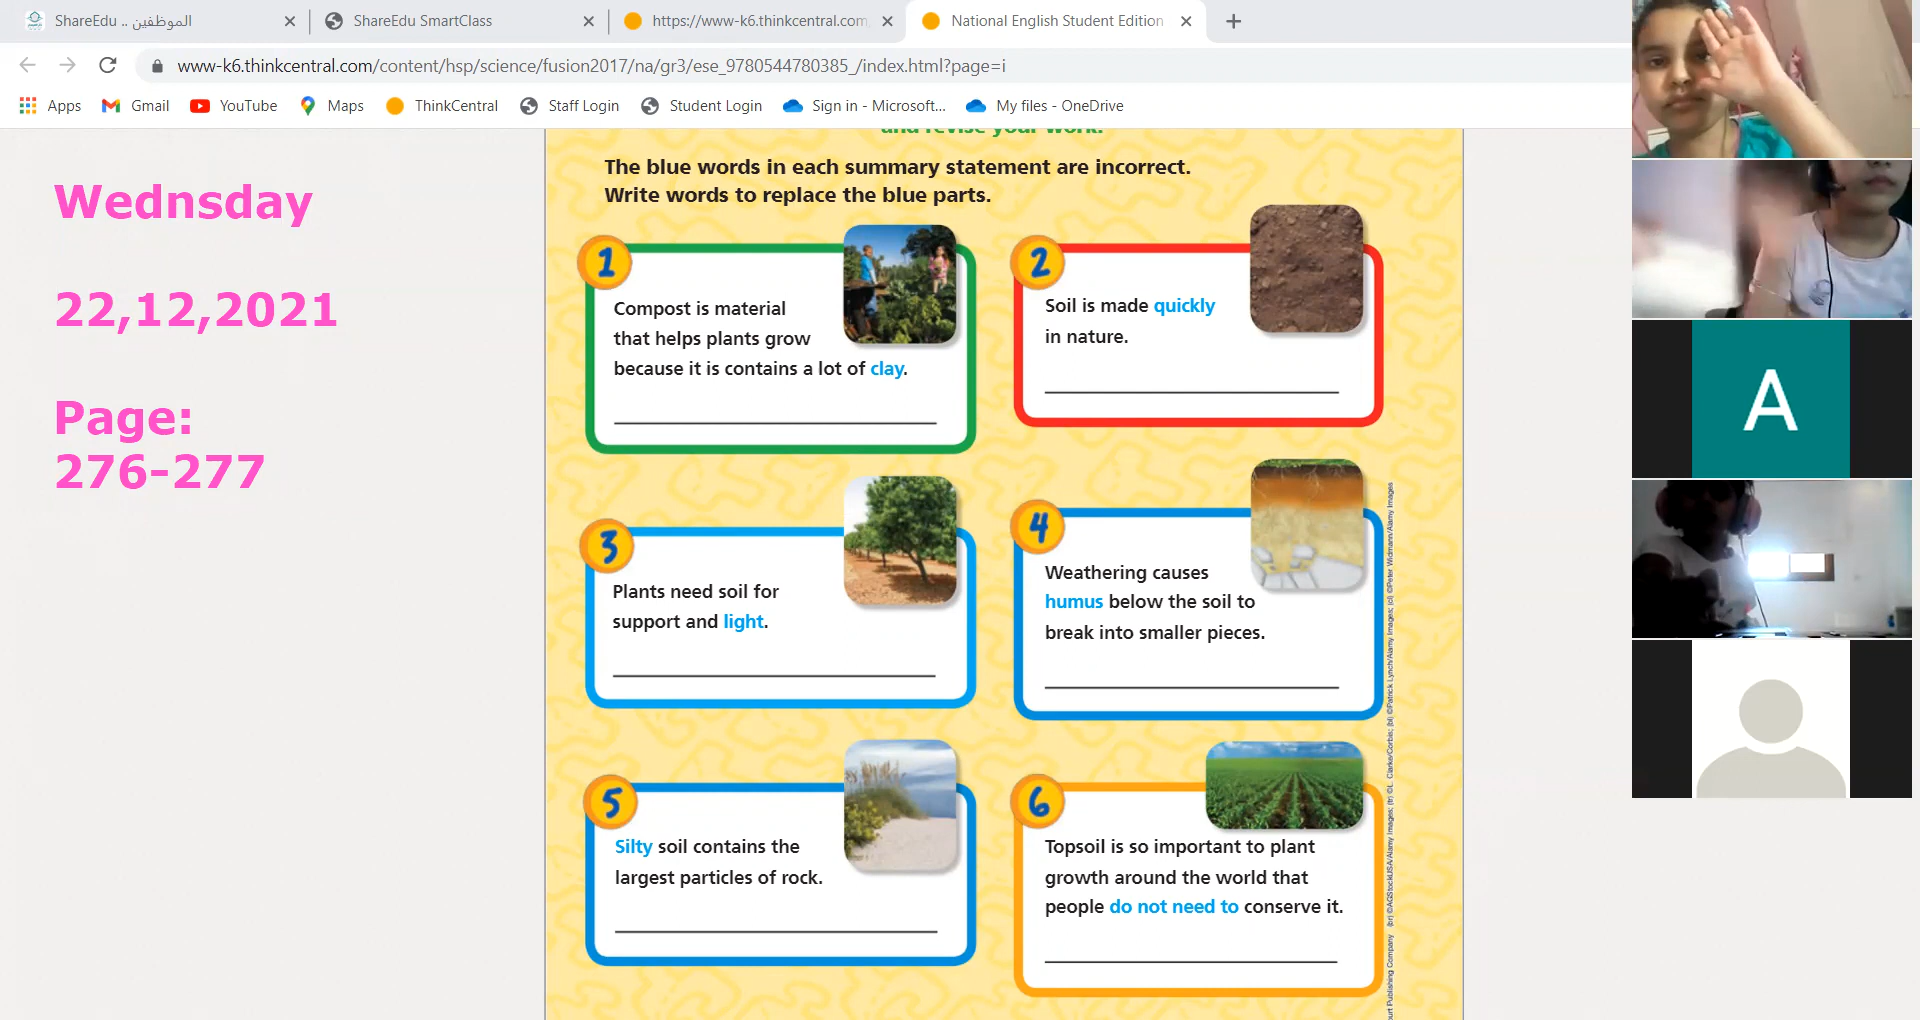 ShareEdu .. الموظفين
ShareEdu SmartClass
https://www-k6.thinkcentral.com
National English Student Edition
www-k6.thinkcentral.com/content/hsp/science/fusion2017/na/gr3/ese_9780544780385_/index.html?page=i
Apps
Gmail
YouTube
Maps
ThinkCentral
Staff Login
Student Login
Sign in - Microsoft...
My files - OneDrive
Wednsday
22,12,2021
Page:
276-277
and revise your work.
The blue words in each summary statement are incorrect.
Write words to replace the blue parts.
1
Compost is material
that helps plants grow
because it is contains a lot of clay.
2
Soil is made quickly
in nature.
3
Plants need soil for
support and light.
4
Weathering causes
humus below the soil to
break into smaller pieces.
5
Silty soil contains the
largest particles of rock.
6
Topsoil is so important to plant
growth around the world that
people do not need to conserve it.
A